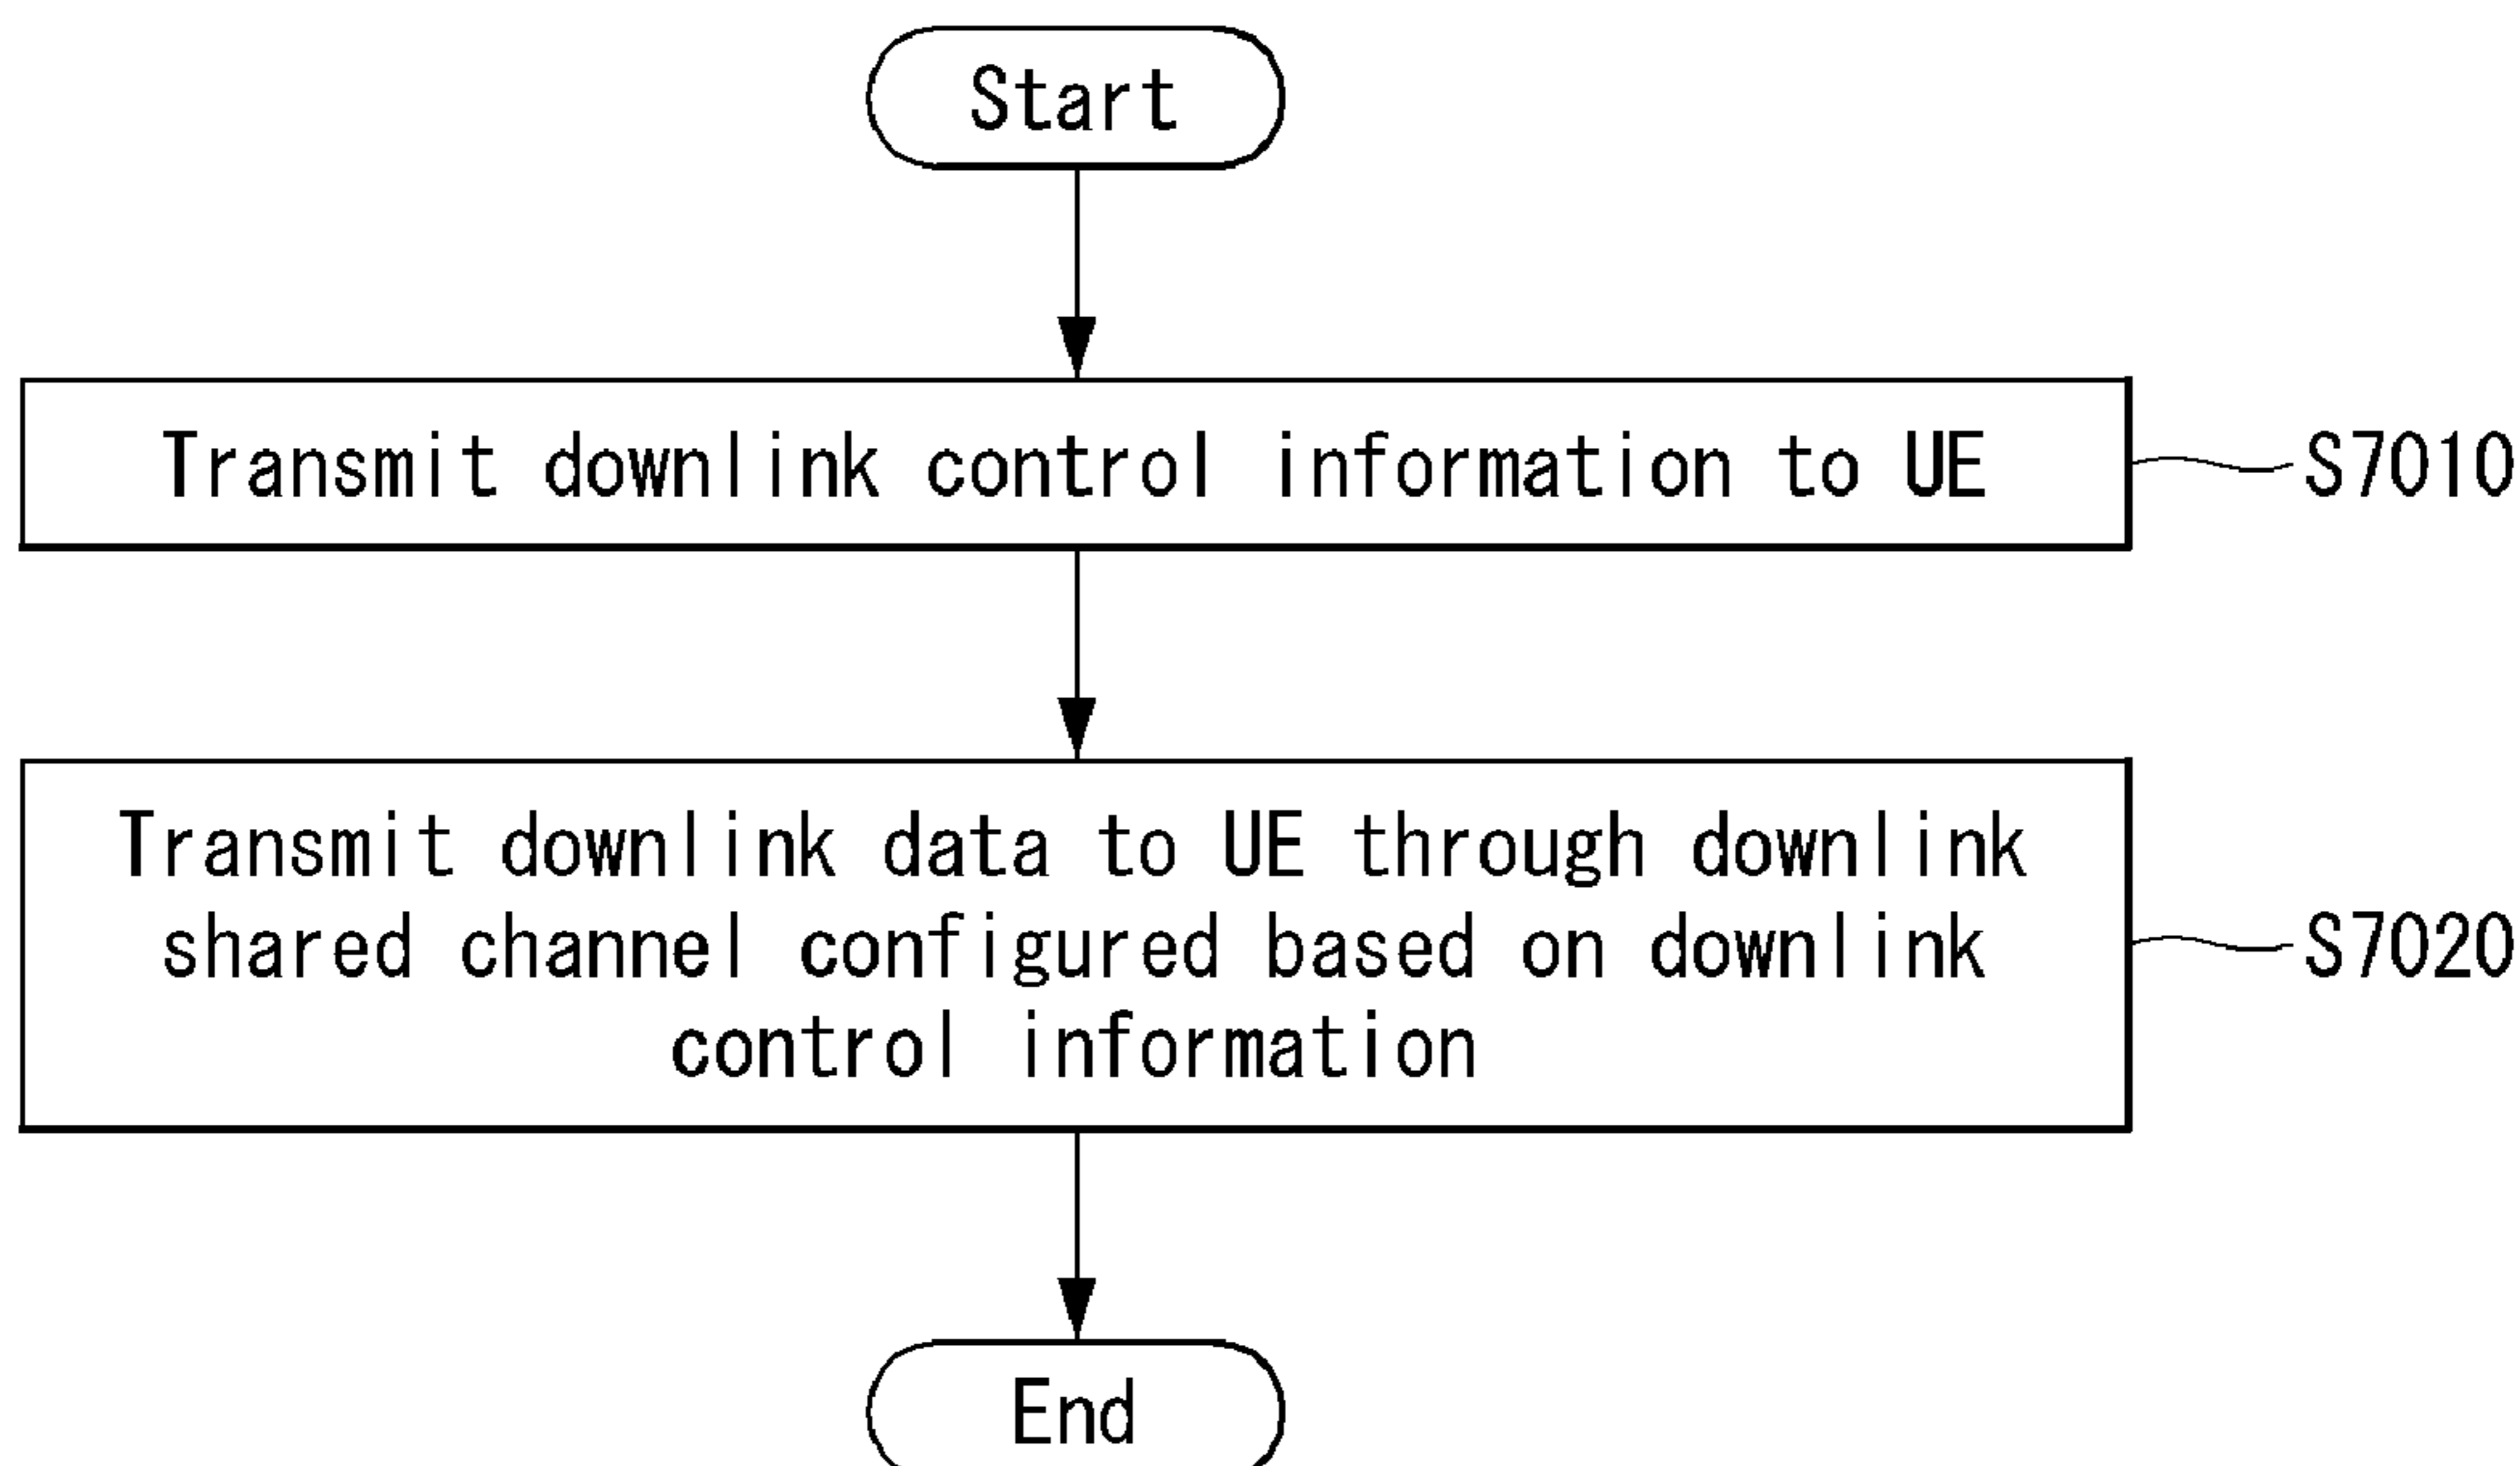 Start
Transmit downlink control information to UE
S7010
Transmit downlink data to UE through downlink
shared channel configured based on downlink
control information
S7020
End